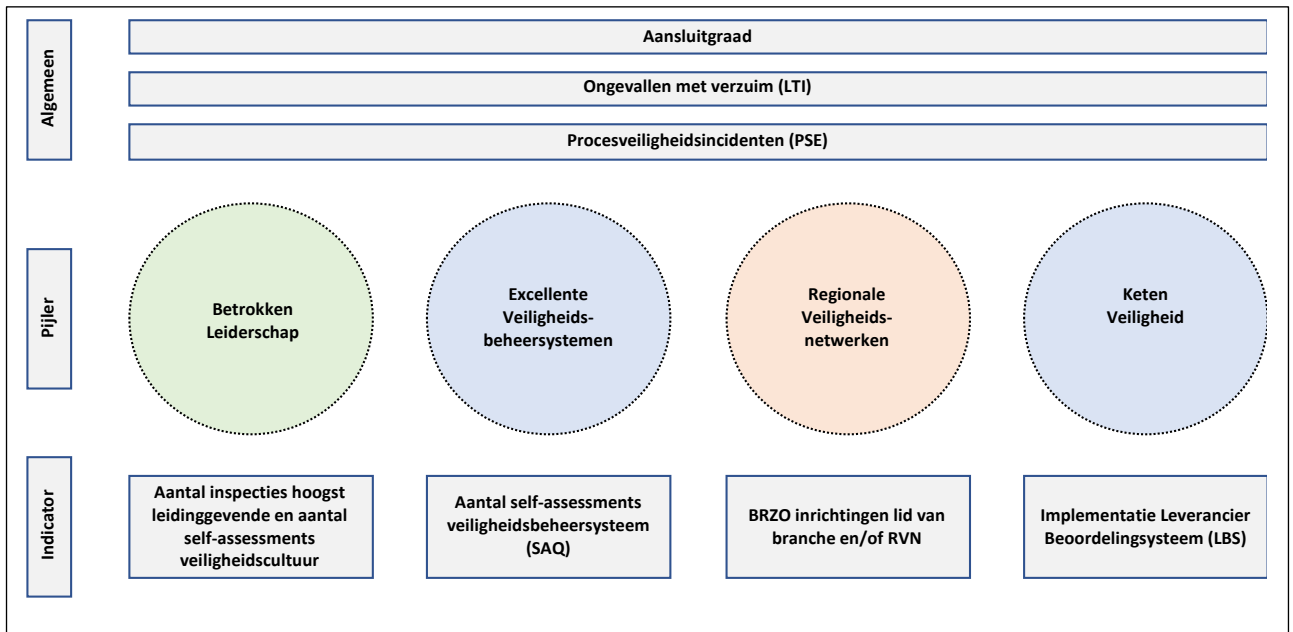 Algemeen
Aansluitgraad
Ongevallen met verzuim (LTI)
Procesveiligheidsincidenten (PSE)
Pijler
Betrokken
Leiderschap
Excellente
Veiligheids-
beheersystemen
Regionale
Veiligheids-
netwerken
Keten
Veiligheid
Indicator
Aantal inspecties hoogst
leidinggevende en aantal
self-assessments
veiligheidscultuur
Aantal self-assessments
veiligheidsbeheersysteem
(SAQ)
BRZO inrichtingen lid van
branche en/of RVN
Implementatie Leverancier
Beoordelingsysteem (LBS)